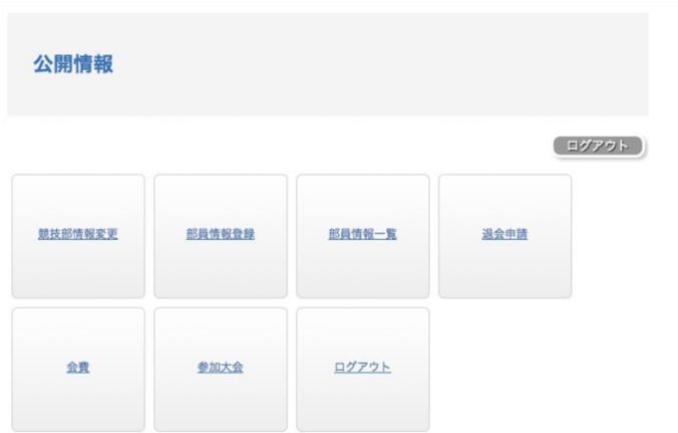 公開情報
ログアウト
競技部情報変更
部員情報登録
部員情報一覧
退会申請
会費
参加大会
ログアウト